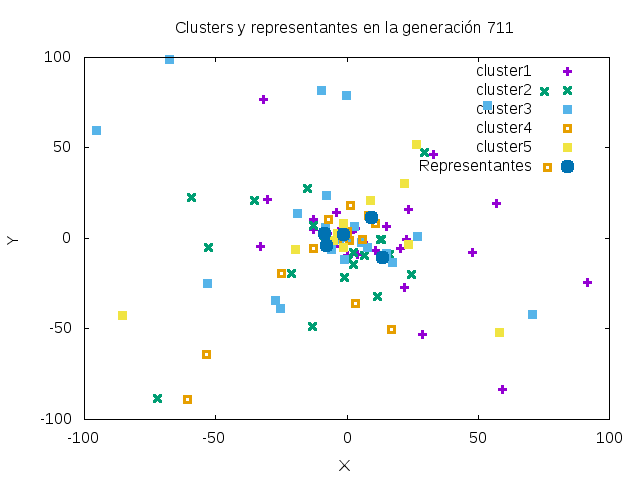 Clusters y representantes en la generación 711
100
50
0
-50
-100
-100
-50
0
50
100
X
Y
cluster1
cluster2
cluster3
cluster4
cluster5
Representantes